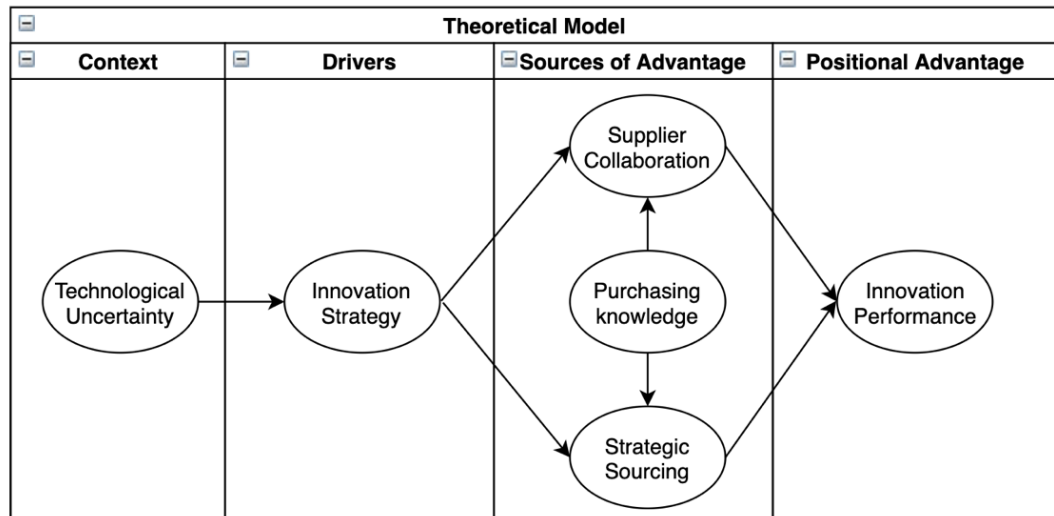 Theoretical Model
Context
Drivers
Sources of Advantage
Positional Advantage
Supplier
Collaboration
Technological
Uncertainty
Innovation
Strategy
Purchasing
knowledge
Innovation
Performance
Strategic
Sourcing